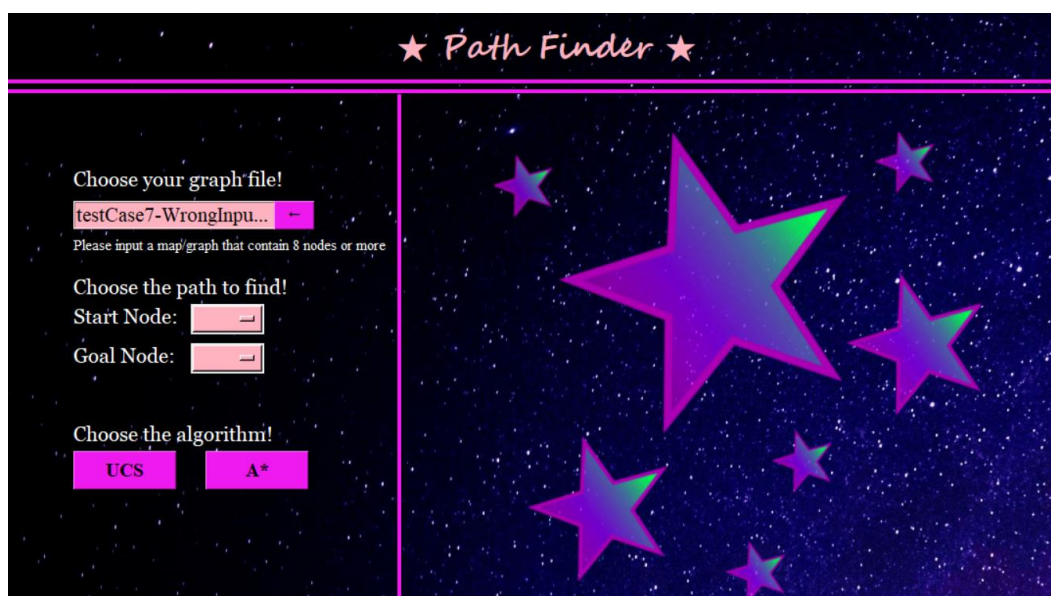 ★ Path Finder ★
Choose your graph file!
testCase7-WrongInpu... ←
Please input a map/graph that contain 8 nodes or more
Choose the path to find!
Start Node:
Goal Node:
Choose the algorithm!
UCS A*